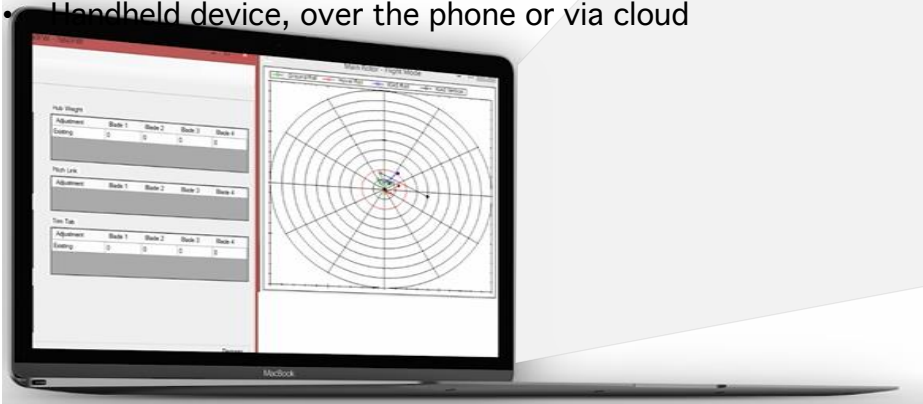 • Handheld device, over the phone or via cloud
Main Rotor - Flight Mode
Hub Weight
Adjustment Blade 1 Blade 2 Blade 3 Blade 4
Existing 0 0 0 0
Pitch Link
Adjustment Blade 1 Blade 2 Blade 3 Blade 4
Trim Tab
Adjustment Blade 1 Blade 2 Blade 3 Blade 4
Existing 0 0 0 0
MacBook